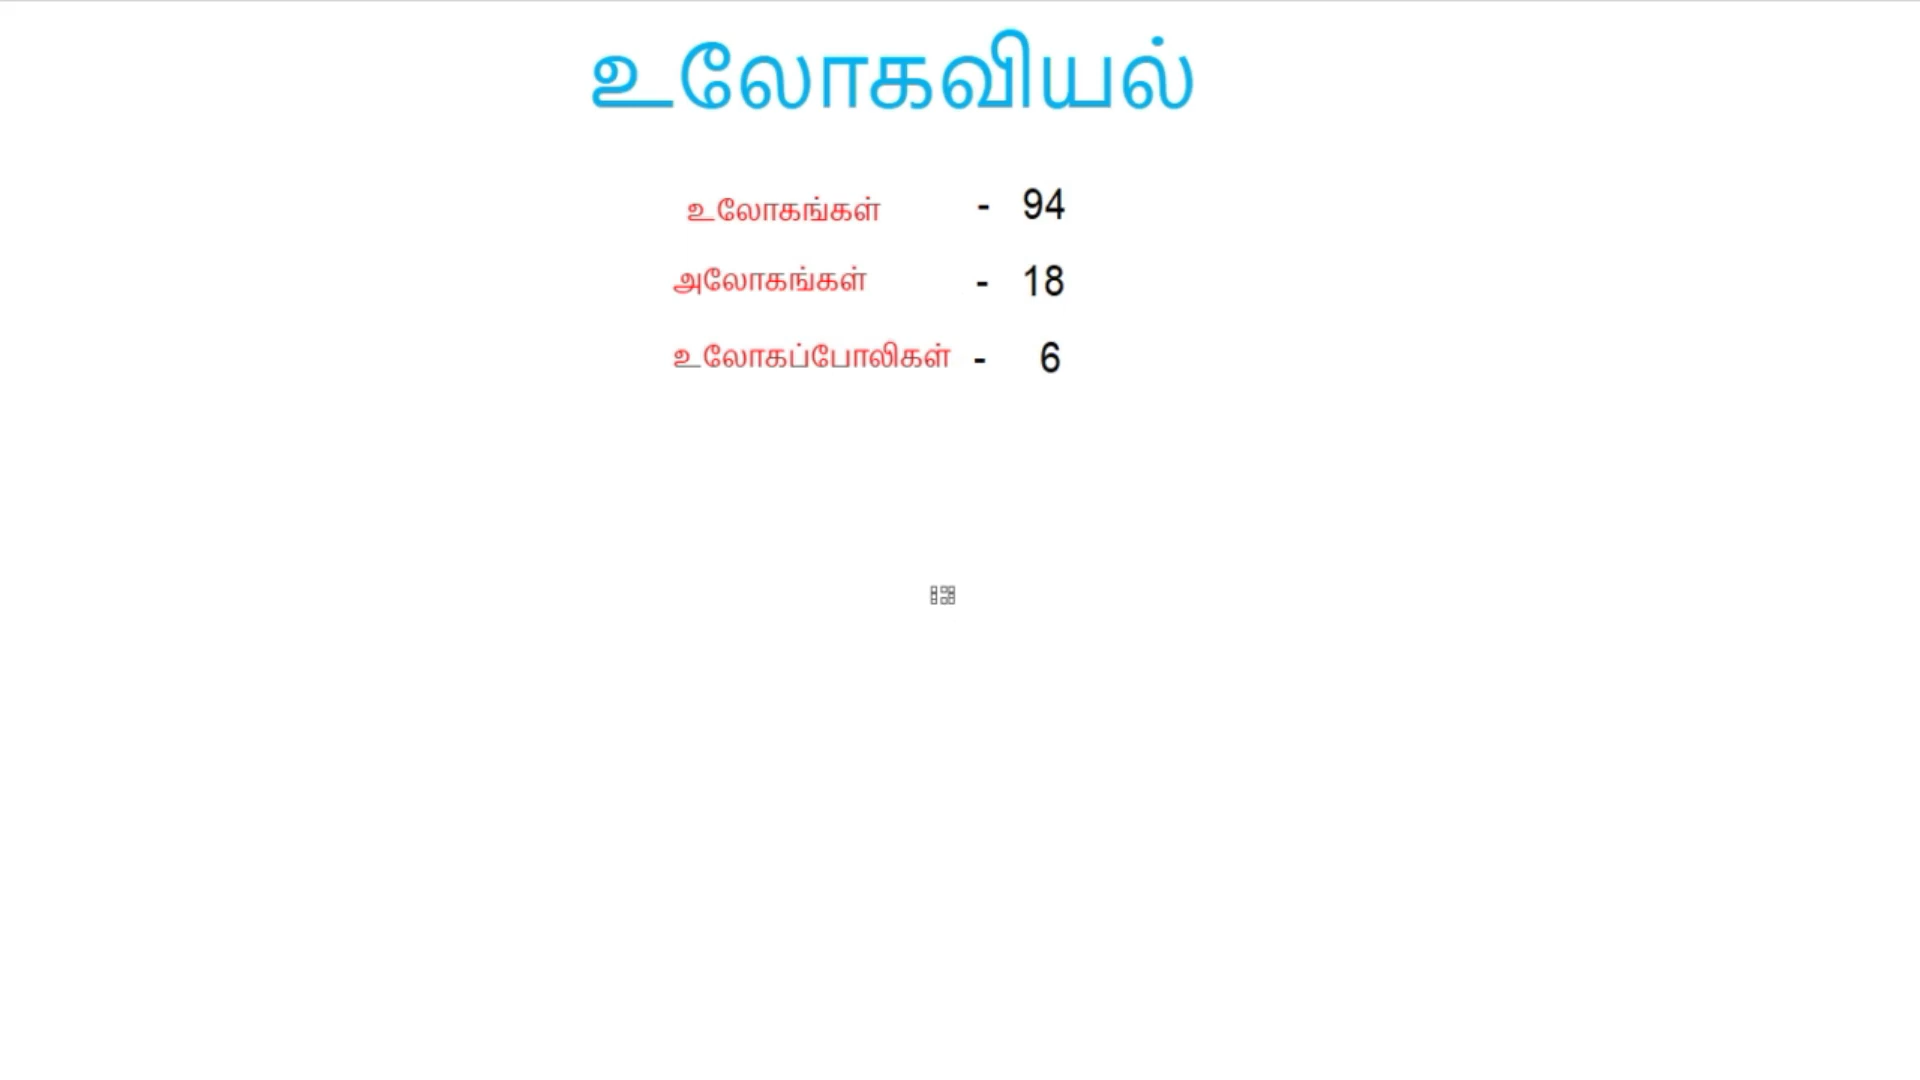 உலோகவியல்
உலோகங்கள் - 94
அலோகங்கள் - 18
உலோகப்போலிகள் - 6